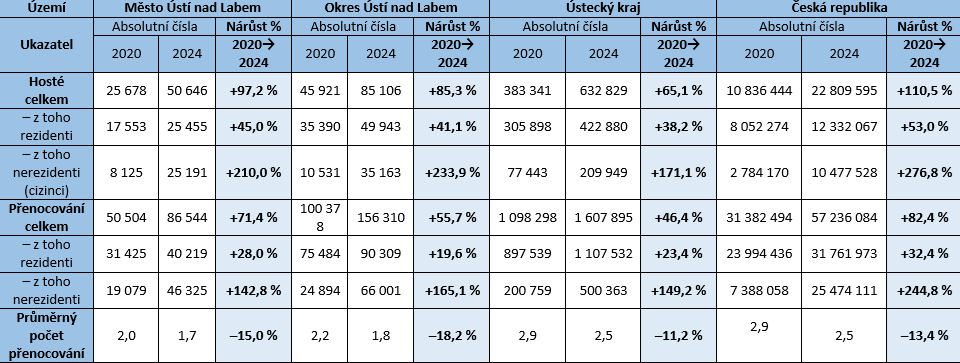 Území Město Ústí nad Labem Okres Ústí nad Labem Ústecký kraj Česká republika
Ukazatel Absolutní čísla Nárůst % 2020→ 2024 Absolutní čísla Nárůst % 2020→ 2024 Absolutní čísla Nárůst % 2020→ 2024 Absolutní čísla Nárůst % 2020→ 2024
2020 2024 2020 2024 2020 2024 2020 2024
Hosté celkem 25 678 50 646 +97,2 % 45 921 85 106 +85,3 % 383 341 632 829 +65,1 % 10 836 444 22 809 595 +110,5 %
– z toho rezidenti 17 553 25 455 +45,0 % 35 390 49 943 +41,1 % 305 898 422 880 +38,2 % 8 052 274 12 332 067 +53,0 %
– z toho nerezidenti (cizinci) 8 125 25 191 +210,0 % 10 531 35 163 +233,9 % 77 443 209 949 +171,1 % 2 784 170 10 477 528 +276,8 %
Přenocování celkem 50 504 86 544 +71,4 % 100 378 156 310 +55,7 % 1 098 298 1 607 895 +46,4 % 31 382 494 57 236 084 +82,4 %
– z toho rezidenti 31 425 40 219 +28,0 % 75 484 90 309 +19,6 % 897 539 1 107 532 +23,4 % 23 994 436 31 761 973 +32,4 %
– z toho nerezidenti 19 079 46 325 +142,8 % 24 894 66 001 +165,1 % 200 759 500 363 +149,2 % 7 388 058 25 474 111 +244,8 %
Průměrný počet přenocování 2,0 1,7 –15,0 % 2,2 1,8 –18,2 % 2,9 2,5 –11,2 % 2,9 2,5 –13,4 %